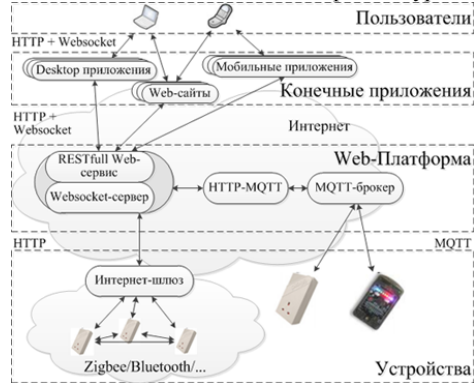 Пользователи
HTTP + Websocket
Desktop приложения
Мобильные приложения
Web-сайты
Конечные приложения
HTTP +
Websocket
Интернет
Web-Платформа
RESTfull Web-
сервис
Websocket-сервер
HTTP-MQTT
MQTT-брокер
HTTP
MQTT
Интернет-шлюз
Zigbee/Bluetooth/...
Устройства